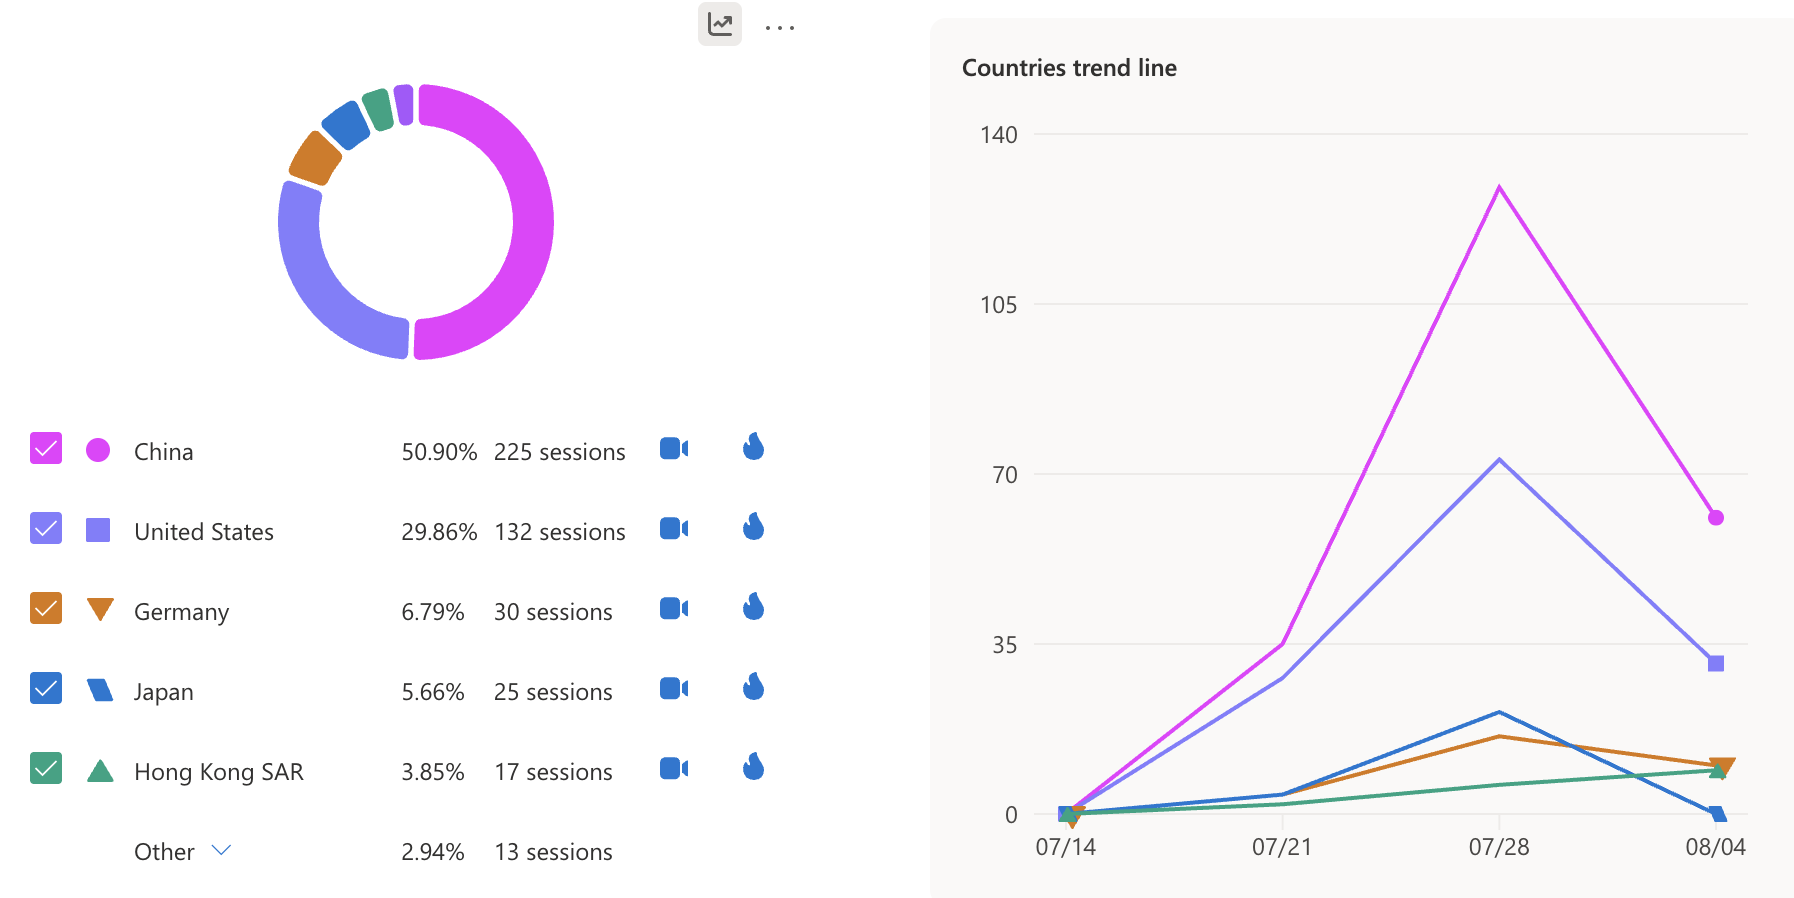 China 50.90% 225 sessions
United States 29.86% 132 sessions
Germany 6.79% 30 sessions
Japan 5.66% 25 sessions
Hong Kong SAR 3.85% 17 sessions
Other 2.94% 13 sessions
Countries trend line
140
105
70
35
0
07/14 07/21 07/28 08/04